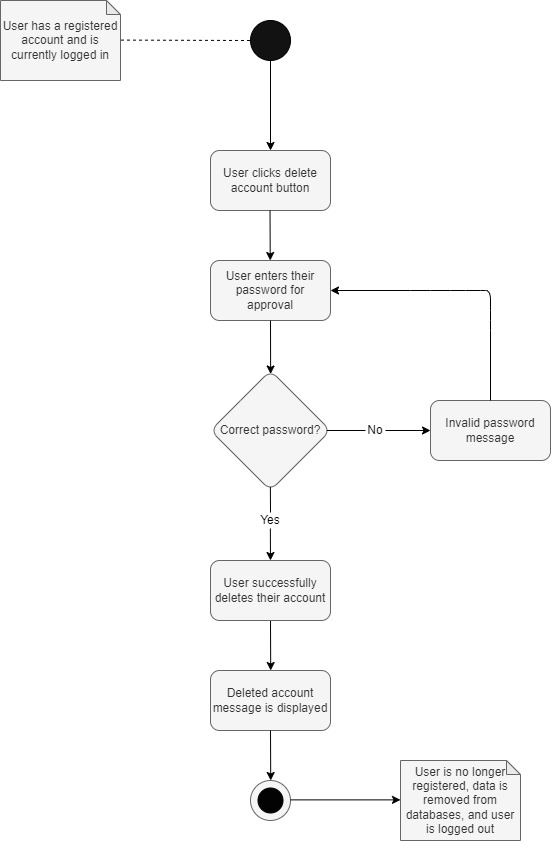 User has a registered
account and is
currently logged in
User clicks delete
account button
User enters their
password for
approval
Correct password?
No
Invalid password
message
Yes
User successfully
deletes their account
Deleted account
message is displayed
User is no longer
registered, data is
removed from
databases, and user
is logged out